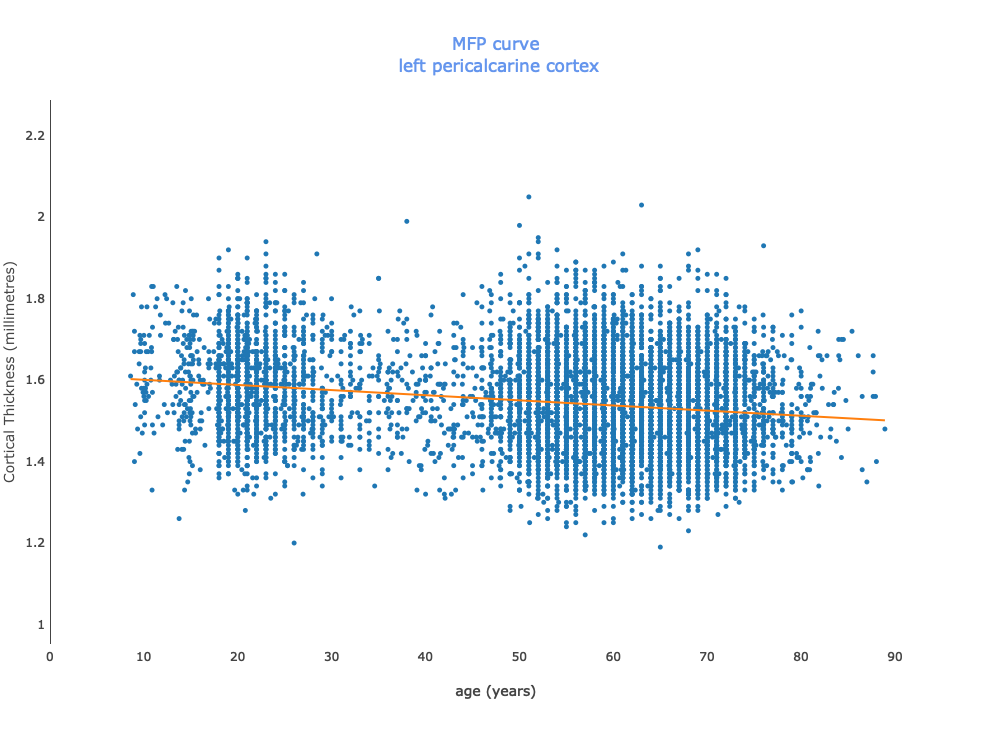 MFP curve
left pericalcarine cortex
Cortical Thickness (millimetres)
2.2
2
1.8
1.6
1.4
1.2
1
0 10 20 30 40 50 60 70 80 90
age (years)